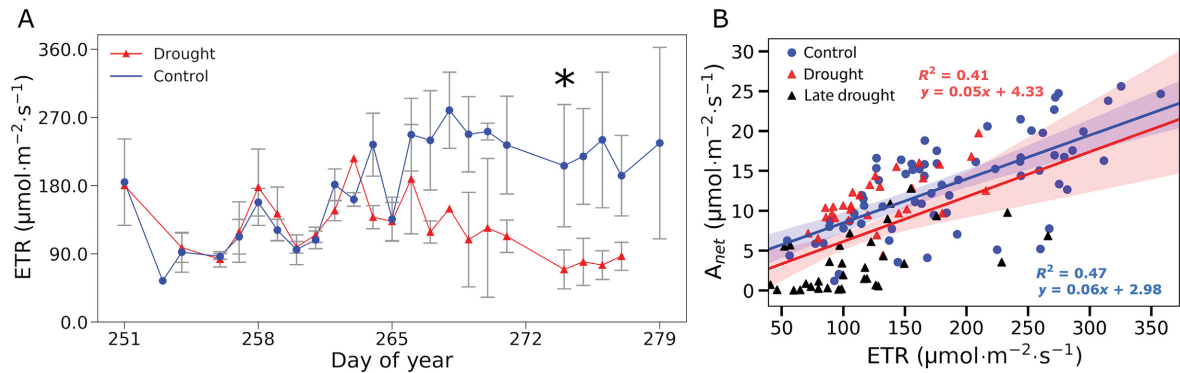 A
ETR (μmol·m⁻²·s⁻¹)
360.0
270.0
180.0
90.0
0.0
Drought
Control
*
251
258
265
272
279
Day of year
B
Aₙₑₜ (μmol·m⁻²·s⁻¹)
30
25
20
15
10
5
0
Control
Drought
Late drought
R² = 0.41
y = 0.05x + 4.33
R² = 0.47
y = 0.06x + 2.98
50
100
150
200
250
300
350
ETR (μmol·m⁻²·s⁻¹)